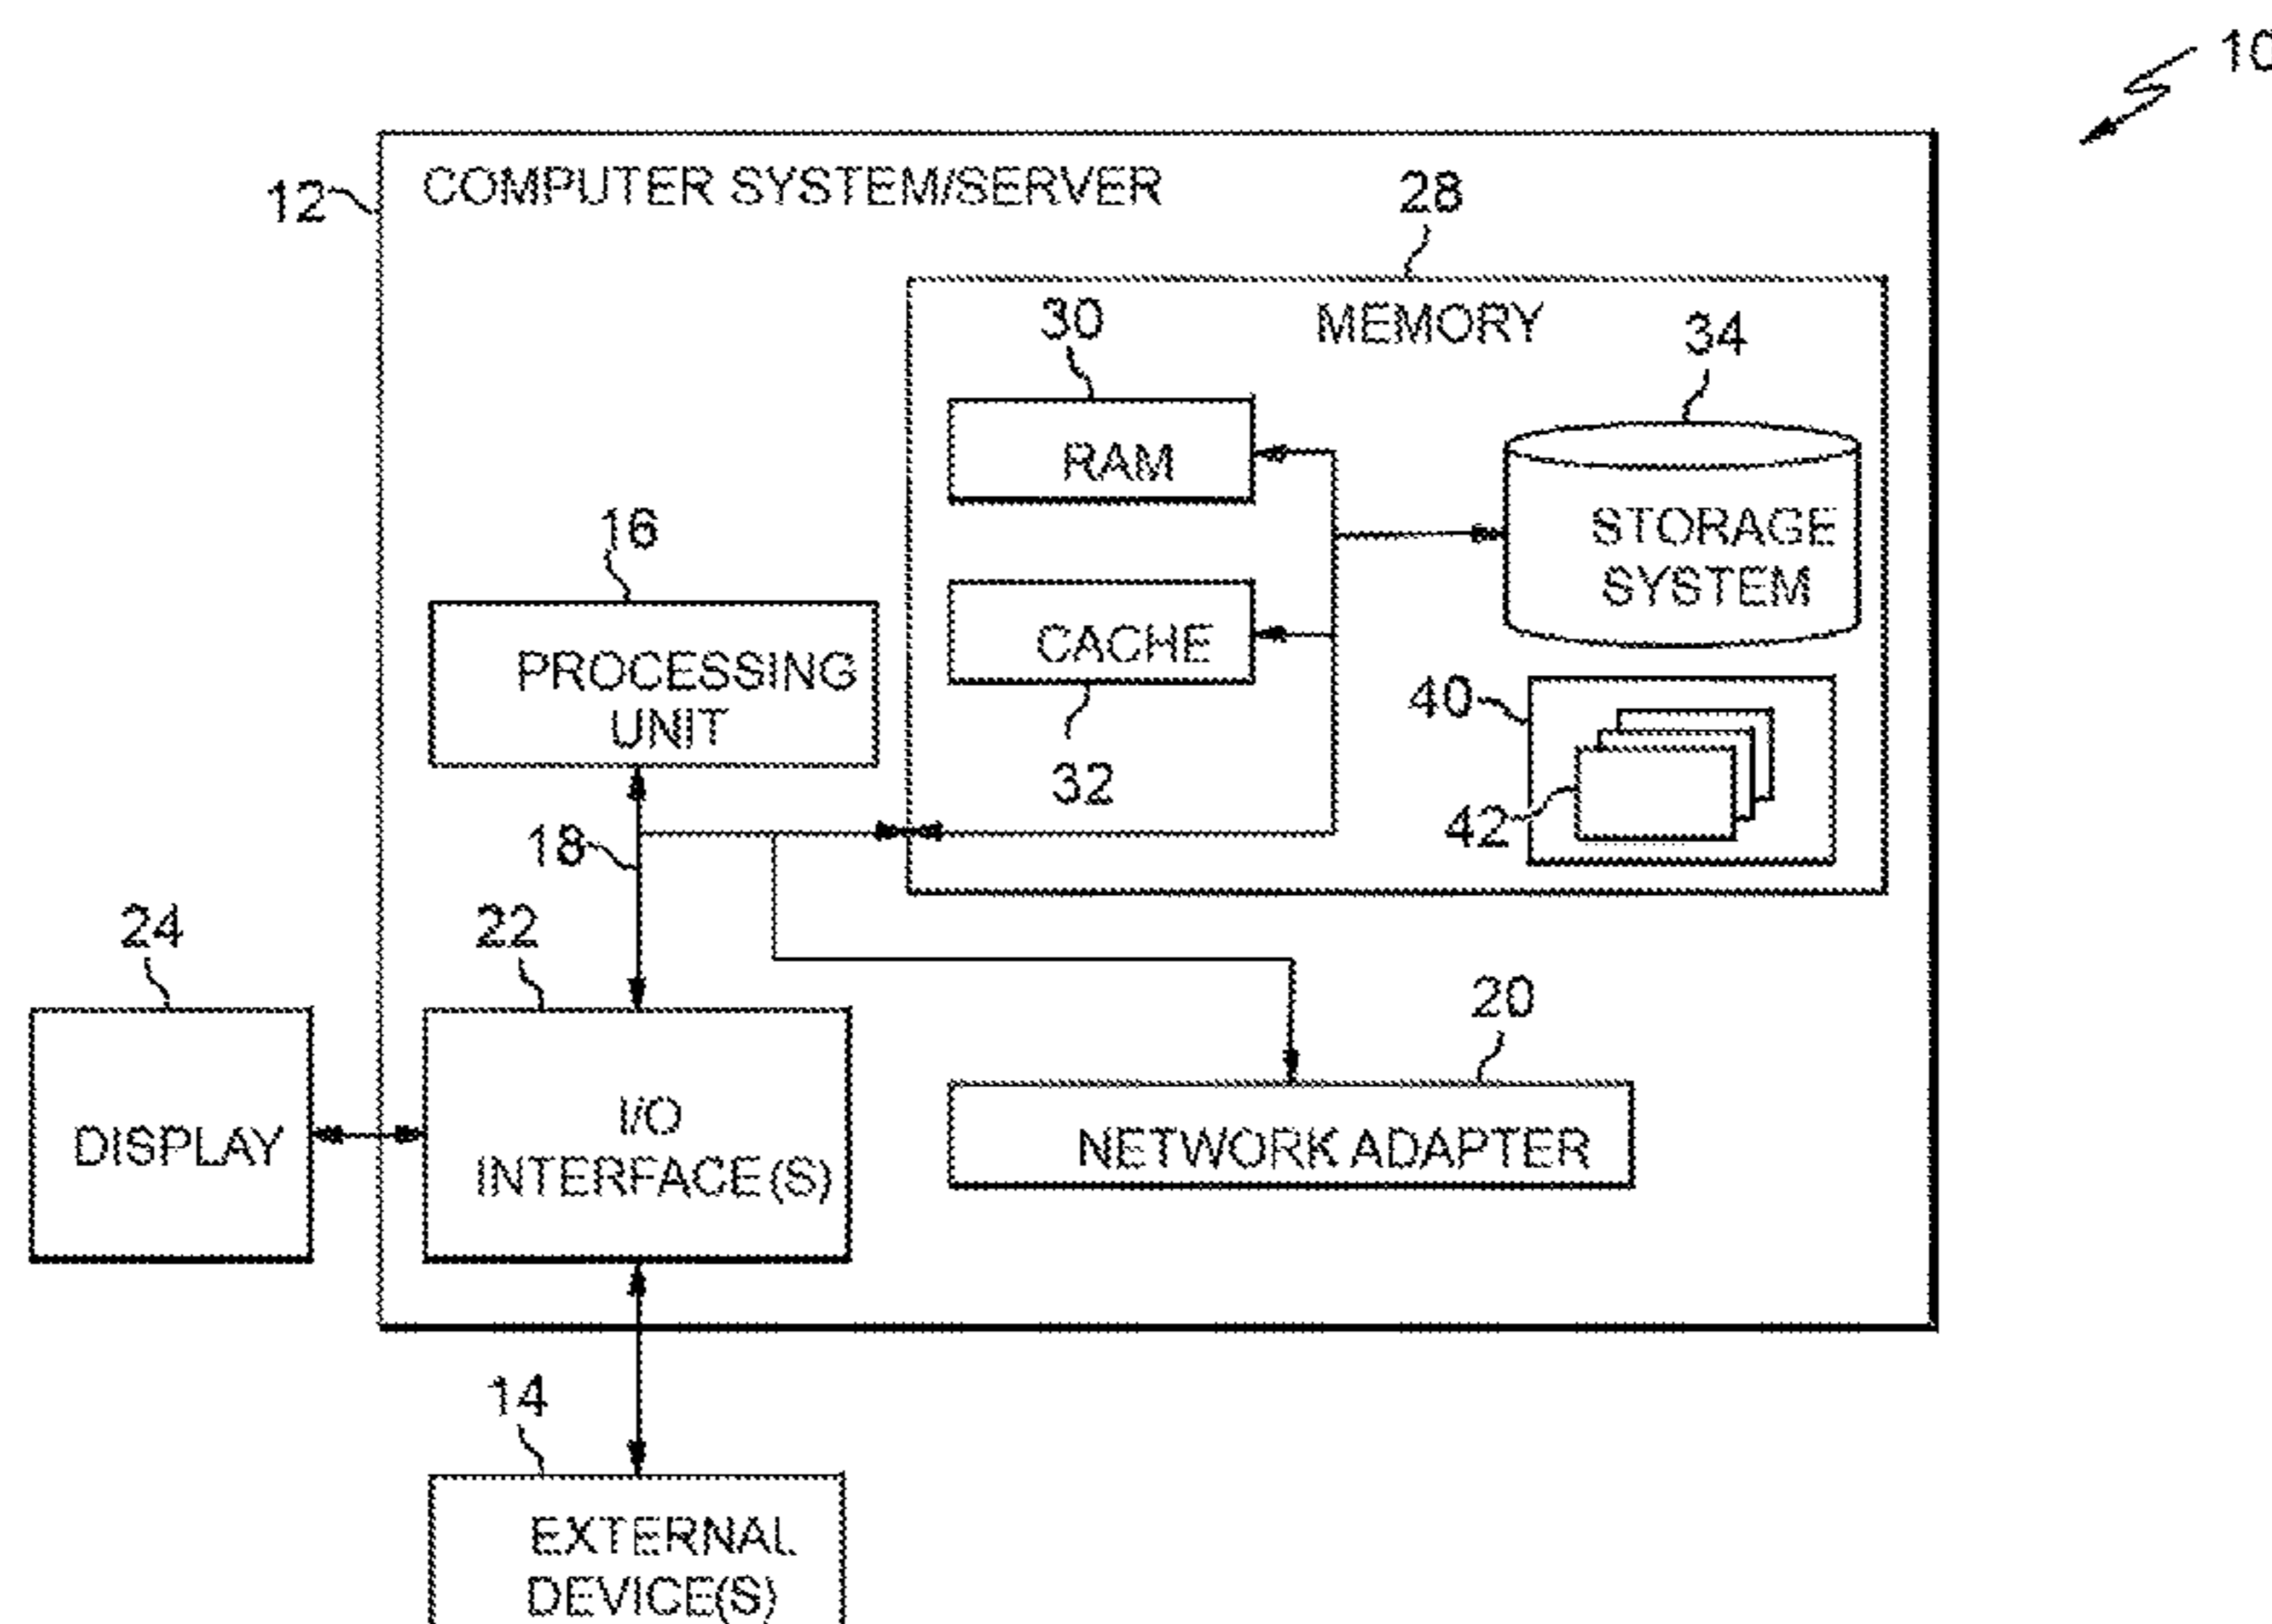 10
12
COMPUTER SYSTEM/SERVER
28
MEMORY
30
34
RAM
STORAGE
SYSTEM
16
PROCESSING
UNIT
CACHE
32
40
42
18
24
22
20
DISPLAY
I/O
INTERFACE(S)
NETWORK ADAPTER
14
EXTERNAL
DEVICE(S)